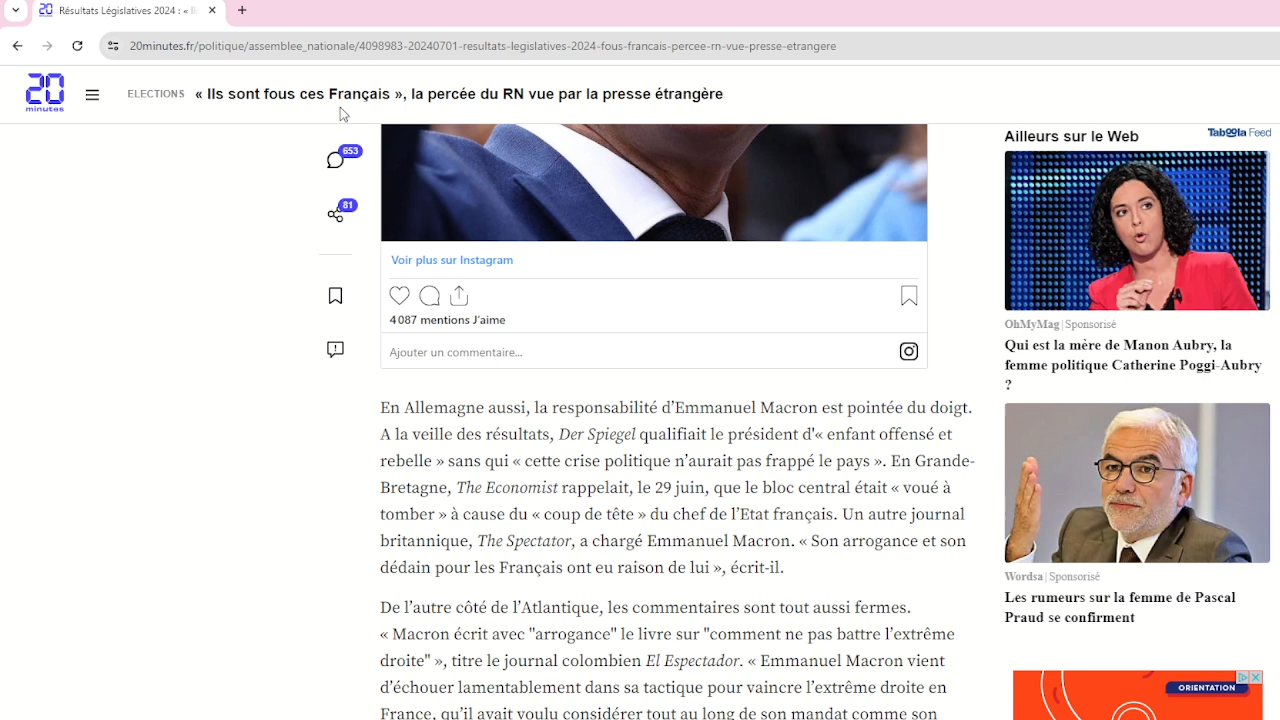 Résultats Législatives 2024 : « Il
20minutes.fr/politique/assemblee_nationale/4098983-20240701-resultats-legislatives-2024-fous-francais-percee-rn-vue-presse-etrangere
20
minutes
ELECTIONS
« Ils sont fous ces Français », la percée du RN vue par la presse étrangère
653
81
Voir plus sur Instagram
4 087 mentions J’aime
Ajouter un commentaire...
En Allemagne aussi, la responsabilité d’Emmanuel Macron est pointée du doigt.
A la veille des résultats, Der Spiegel qualifiait le président d'« enfant offensé et
rebelle » sans qui « cette crise politique n’aurait pas frappé le pays ». En Grande-
Bretagne, The Economist rappelait, le 29 juin, que le bloc central était « voué à
tomber » à cause du « coup de tête » du chef de l’Etat français. Un autre journal
britannique, The Spectator, a chargé Emmanuel Macron. « Son arrogance et son
dédain pour les Français ont eu raison de lui », écrit-il.
De l’autre côté de l’Atlantique, les commentaires sont tout aussi fermes.
« Macron écrit avec "arrogance" le livre sur "comment ne pas battre l’extrême
droite" », titre le journal colombien El Espectador. « Emmanuel Macron vient
d’échouer lamentablement dans sa tactique pour vaincre l’extrême droite en
France, qu’il avait voulu considérer tout au long de son mandat comme son
Ailleurs sur le Web
Taboola Feed
OhMyMag | Sponsorisé
Qui est la mère de Manon Aubry, la
femme politique Catherine Poggi-Aubry
?
Wordsa | Sponsorisé
Les rumeurs sur la femme de Pascal
Praud se confirment
ORIENTATION